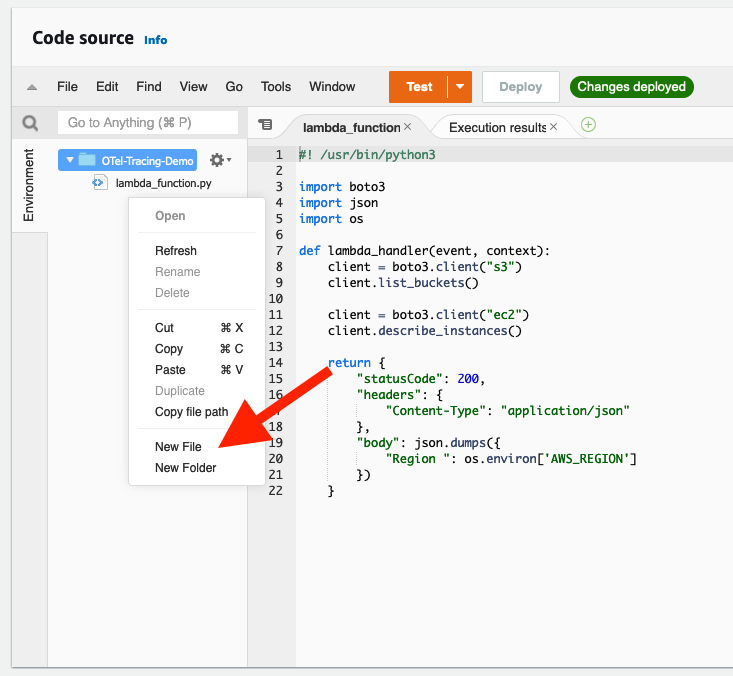 Code source Info
File Edit Find View Go Tools Window Test Deploy Changes deployed
Go to Anything (⌘ P)
lambda_function × Execution results ×
Environment
OTel-Tracing-Demo
lambda_function.py
Open
Refresh
Rename
Delete
Cut ⌘ X
Copy ⌘ C
Paste ⌘ V
Duplicate
Copy file path
New File
New Folder
1 #! /usr/bin/python3
2
3 import boto3
4 import json
5 import os
6
7 def lambda_handler(event, context):
8 client = boto3.client("s3")
9 client.list_buckets()
10
11 client = boto3.client("ec2")
12 client.describe_instances()
13
14 return {
15 "statusCode": 200,
16 "headers": {
"Content-Type": "application/json"
18 },
19 "body": json.dumps({
20 "Region ": os.environ['AWS_REGION']
21 })
22 }